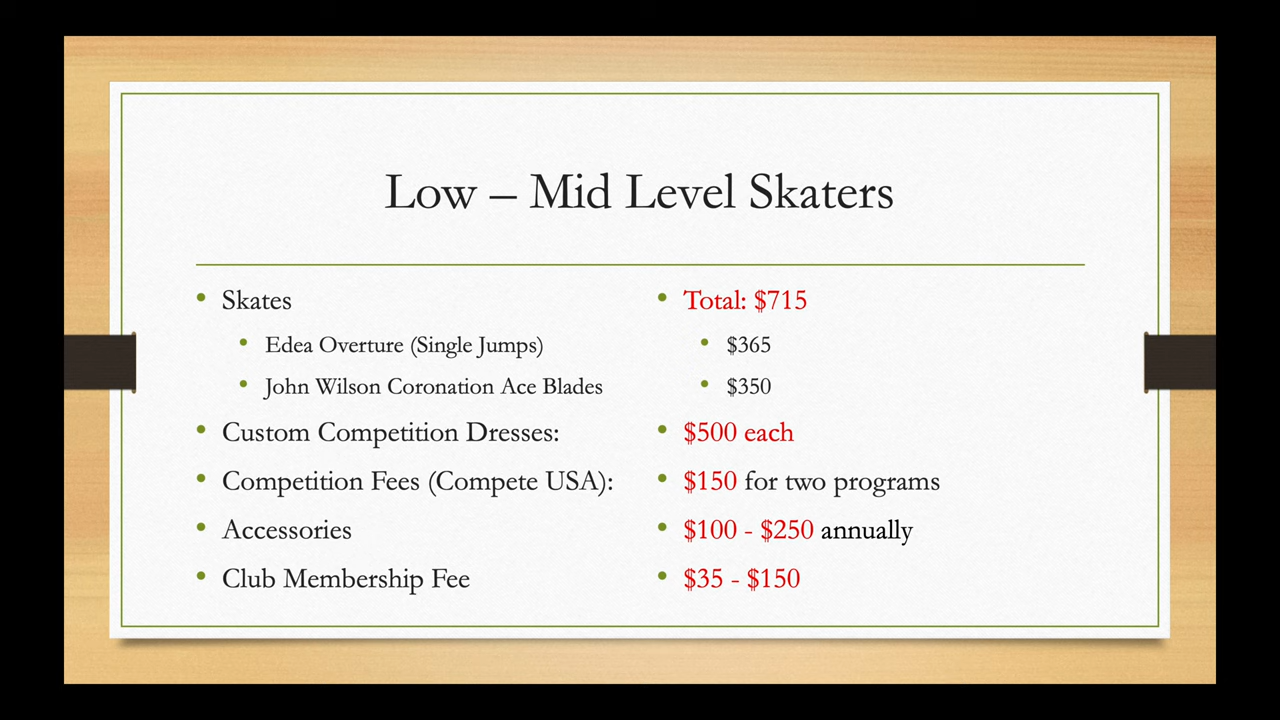 Low – Mid Level Skaters
• Skates
• Edea Overture (Single Jumps)
• John Wilson Coronation Ace Blades
• Custom Competition Dresses:
• Competition Fees (Compete USA):
• Accessories
• Club Membership Fee
• Total: $715
• $365
• $350
• $500 each
• $150 for two programs
• $100 - $250 annually
• $35 - $150